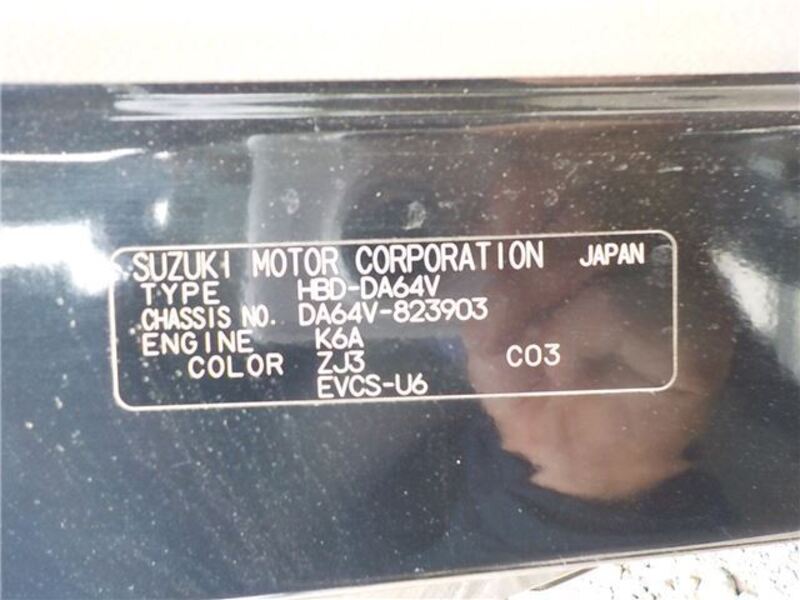 SUZUKI MOTOR CORPORATION JAPAN
TYPE HBD-DA64V
CHASSIS NO. DA64V-823903
ENGINE K6A
COLOR ZJ3 C03
EVCS-U6